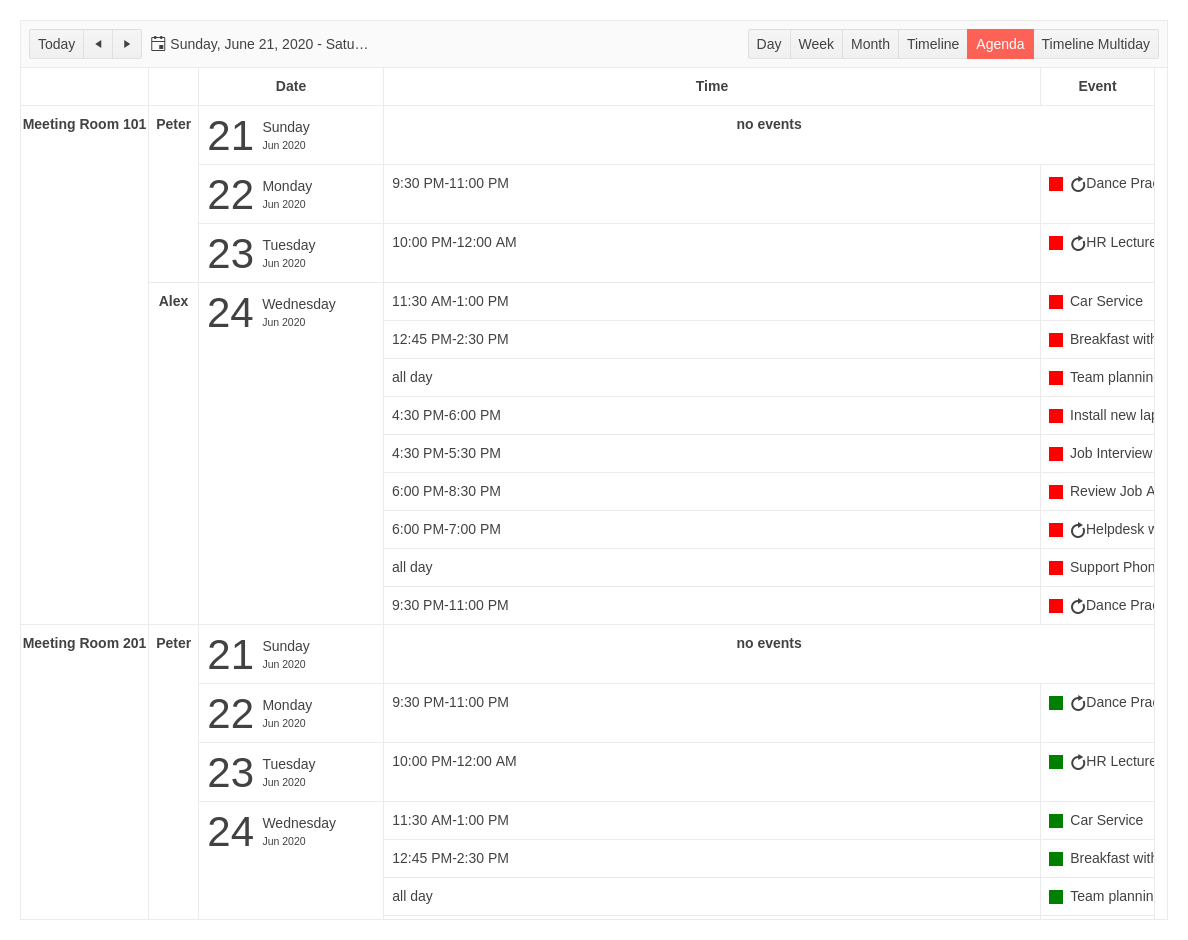 Today Sunday, June 21, 2020 - Satu… Day Week Month Timeline Agenda Timeline Multiday
Date Time Event
Meeting Room 101 Peter 21 Sunday no events
Jun 2020
22 Monday 9:30 PM-11:00 PM Dance
Jun 2020
23 Tuesday 10:00 PM-12:00 AM HR Lecture
Jun 2020
Alex 24 Wednesday 11:30 AM-1:00 PM Car Service
Jun 2020
12:45 PM-2:30 PM Breakfast with
all day Team
4:30 PM-6:00 PM Install new
4:30 PM-5:30 PM Job Interview
6:00 PM-8:30 PM Review Job
6:00 PM-7:00 PM Helpdesk
all day Support
9:30 PM-11:00 PM Dance
Meeting Room 201 Peter 21 Sunday no events
Jun 2020
22 Monday 9:30 PM-11:00 PM Dance
Jun 2020
23 Tuesday 10:00 PM-12:00 AM HR Lecture
Jun 2020
24 Wednesday 11:30 AM-1:00 PM Car Service
Jun 2020
12:45 PM-2:30 PM Breakfast with
all day Team